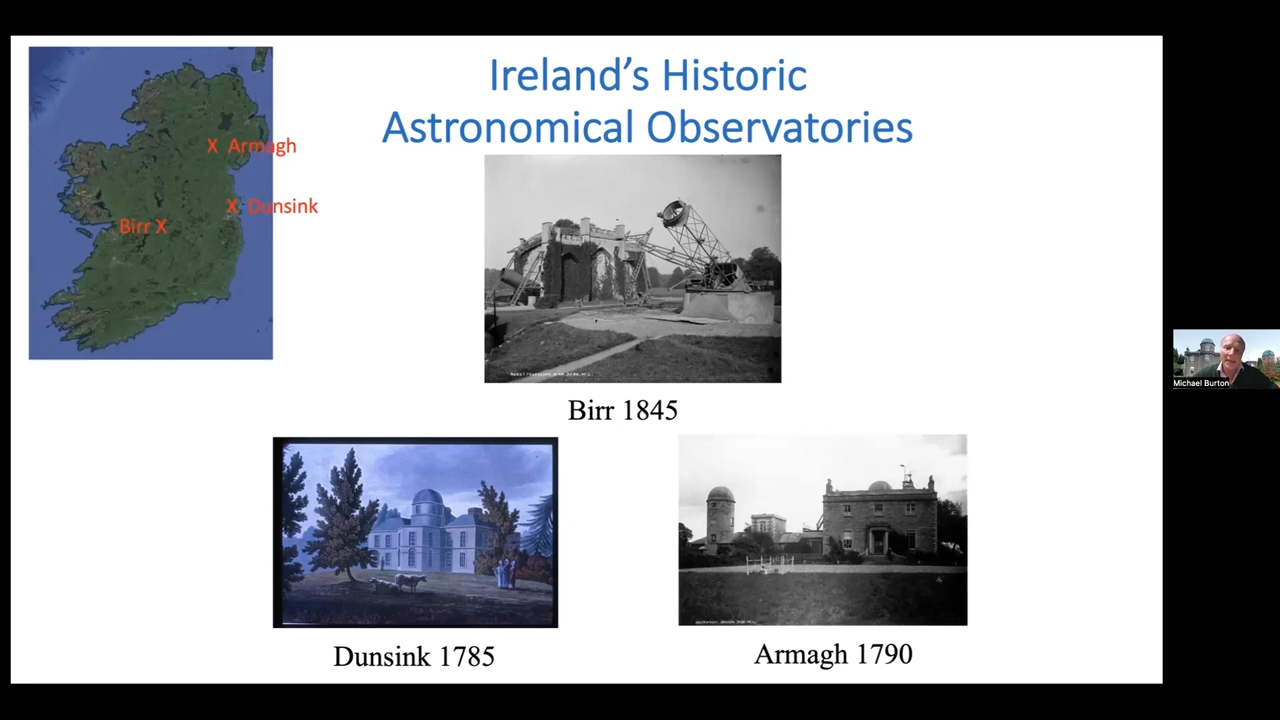 Ireland’s Historic
Astronomical Observatories
X Armagh
X Dunsink
Birr X
Birr 1845
Michael Burton
Dunsink 1785
Armagh 1790